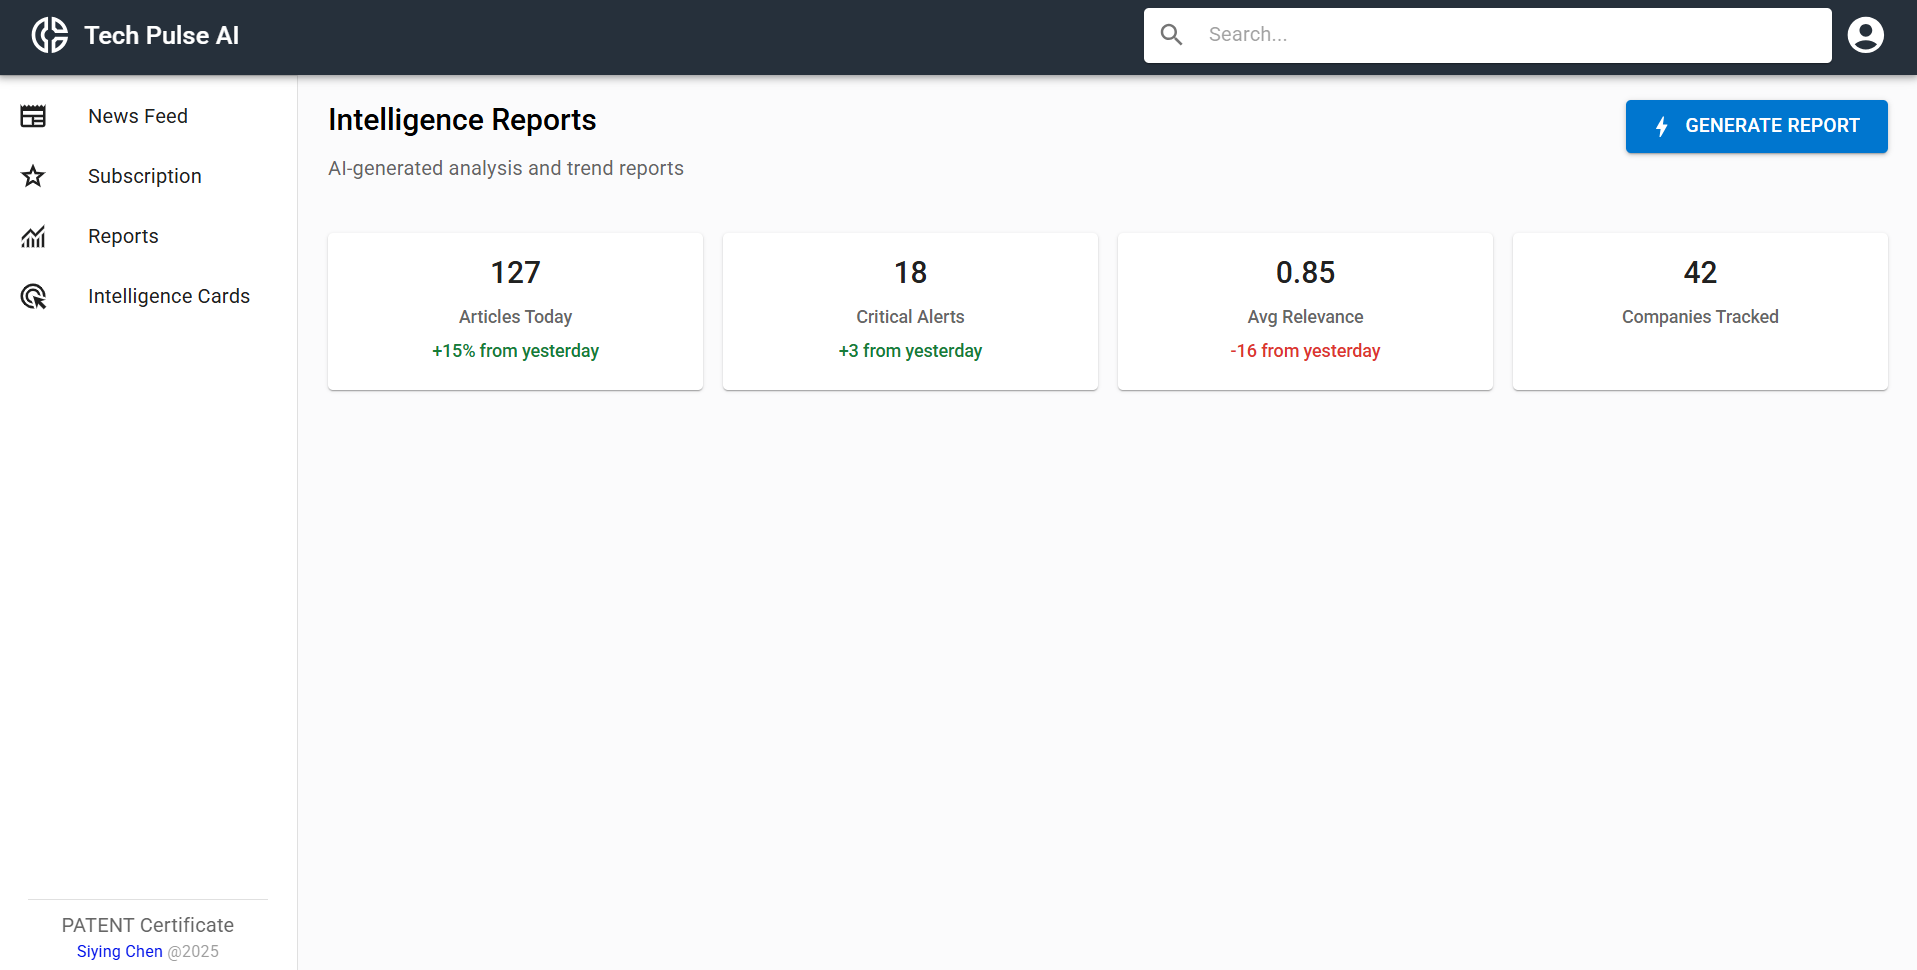 Tech Pulse AI
Search...
News Feed
Subscription
Reports
Intelligence Cards
Intelligence Reports
AI-generated analysis and trend reports
GENERATE REPORT
127
Articles Today
+15% from yesterday
18
Critical Alerts
+3 from yesterday
0.85
Avg Relevance
-16 from yesterday
42
Companies Tracked
PATENT Certificate
Siying Chen @2025